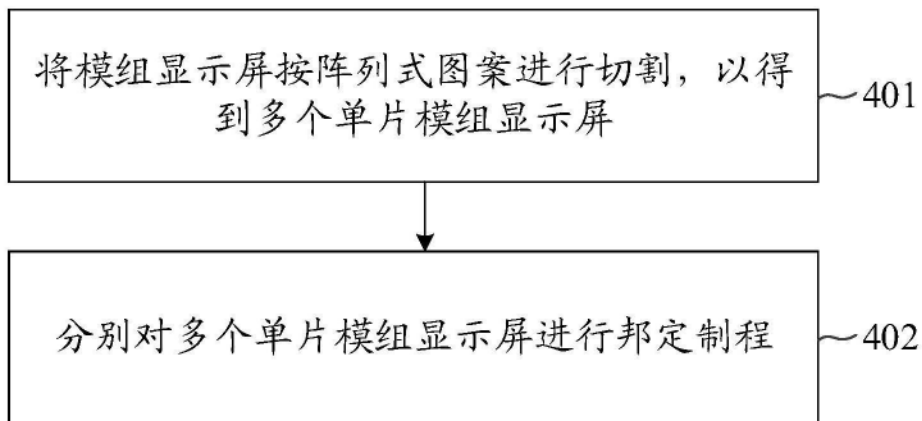 将模组显示屏按阵列式图案进行切割，以得
401
到多个单片模组显示屏
分别对多个单片模组显示屏进行邦定制程
402